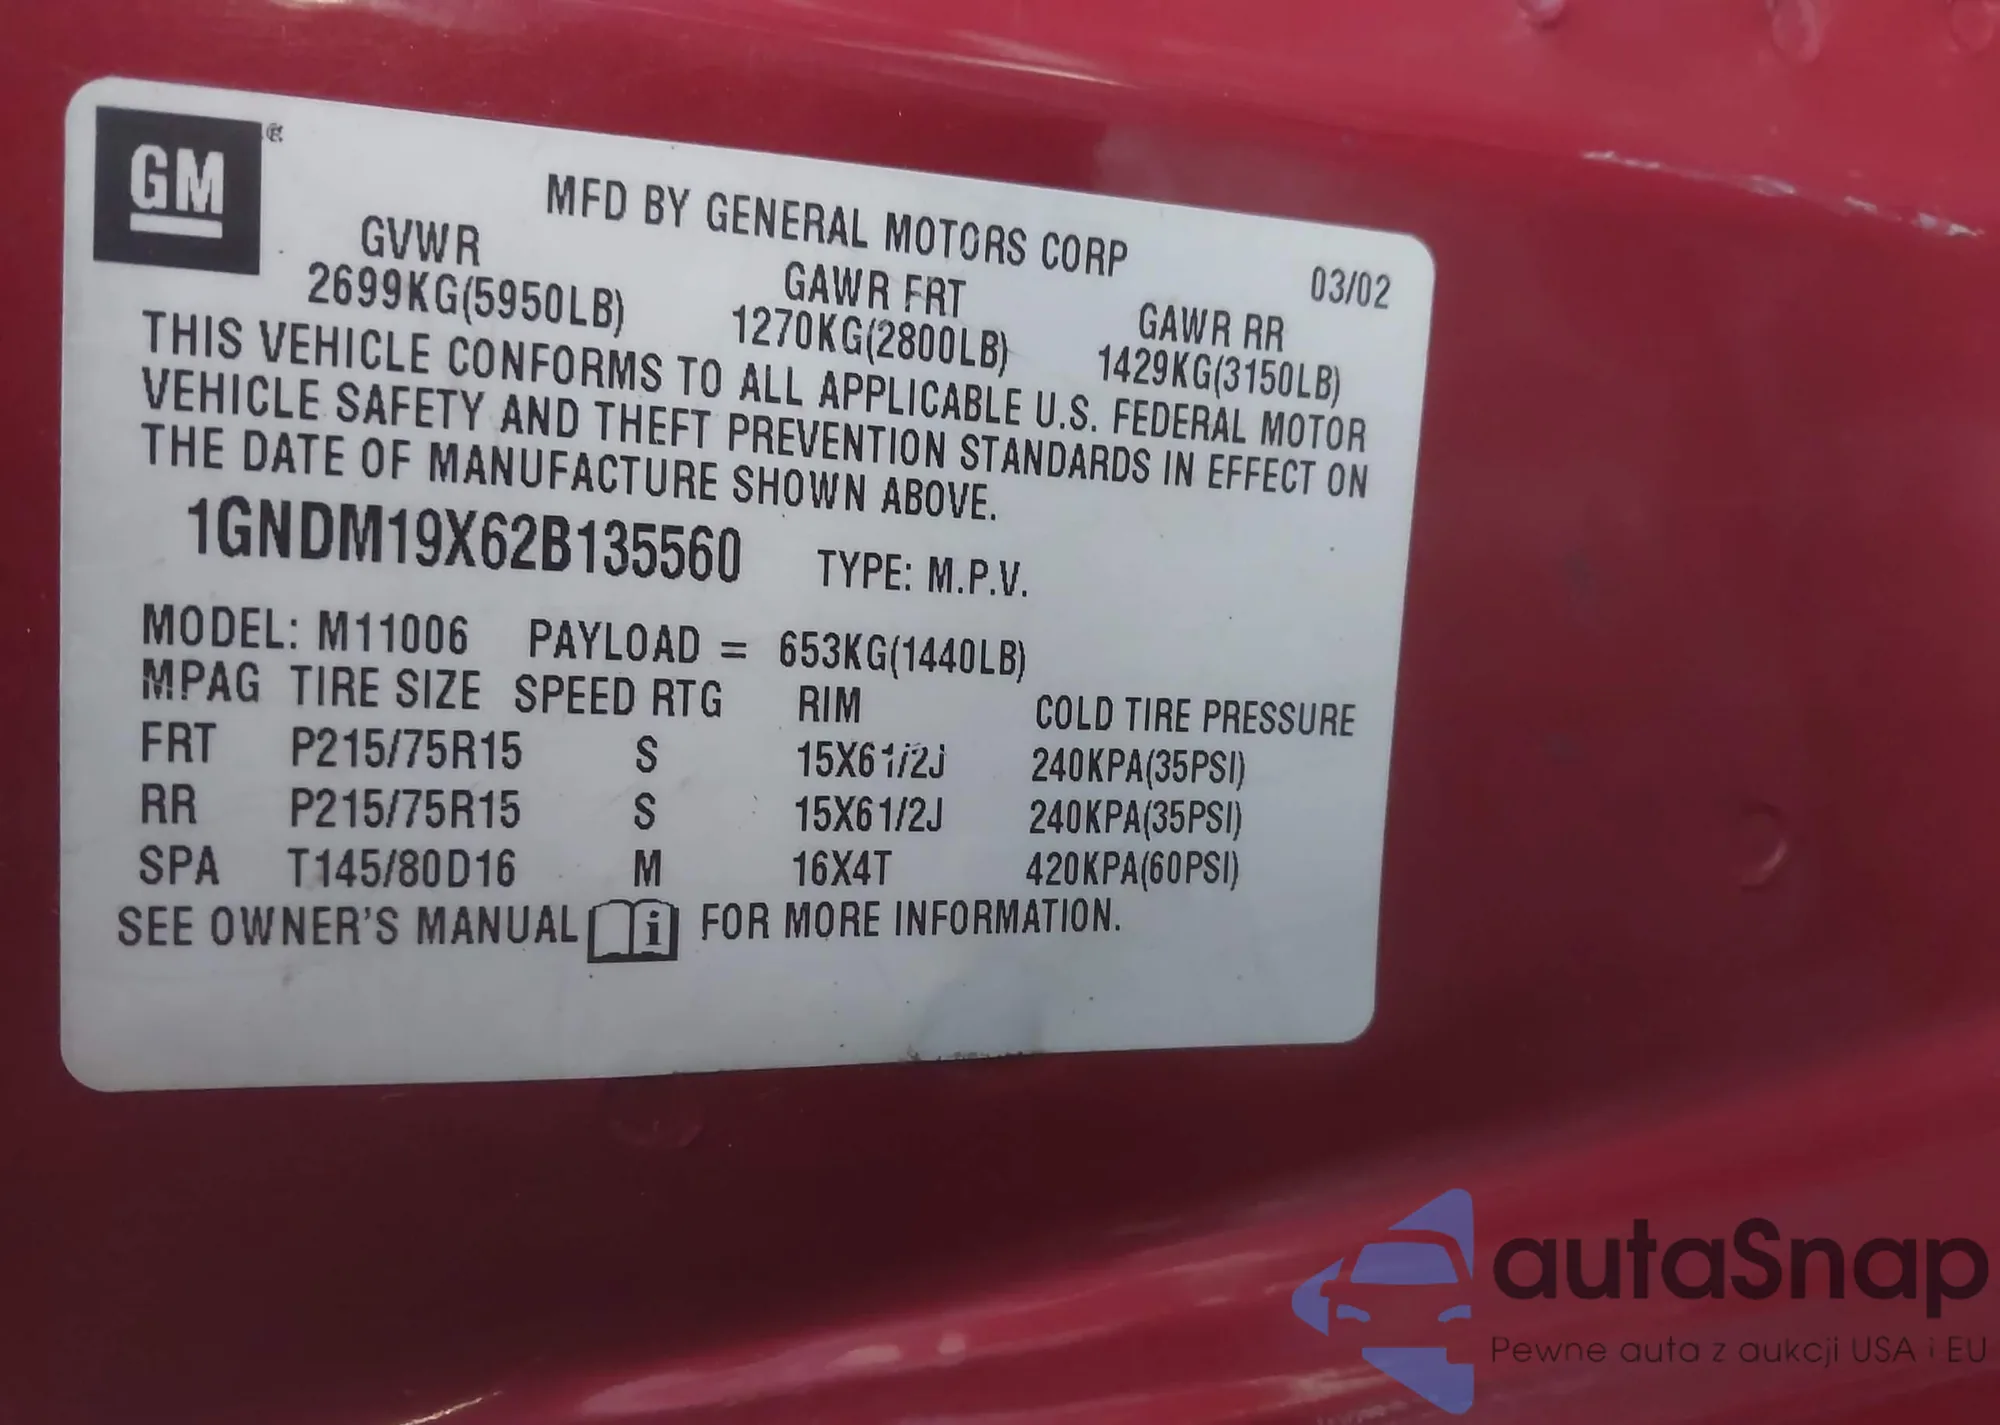 GM®
MFD BY GENERAL MOTORS CORP 03/02
GVWR GAWR FRT GAWR RR
2699KG(5950LB) 1270KG(2800LB) 1429KG(3150LB)
THIS VEHICLE CONFORMS TO ALL APPLICABLE U.S. FEDERAL MOTOR
VEHICLE SAFETY AND THEFT PREVENTION STANDARDS IN EFFECT ON
THE DATE OF MANUFACTURE SHOWN ABOVE.
1GNDM19X62B135560 TYPE: M.P.V.
MODEL: M11006 PAYLOAD = 653KG(1440LB)
MPAG TIRE SIZE SPEED RTG RIM COLD TIRE PRESSURE
FRT P215/75R15 S 15X61/2J 240KPA(35PSI)
RR P215/75R15 S 15X61/2J 240KPA(35PSI)
SPA T145/80D16 M 16X4T 420KPA(60PSI)
SEE OWNER'S MANUAL i FOR MORE INFORMATION.
autaSnap
Pewne auta z aukcji USA i EU